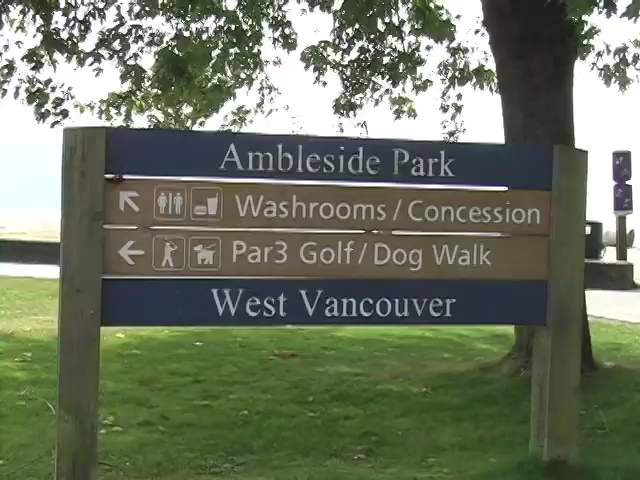 Ambleside Park
Washrooms / Concession
Par3 Golf / Dog Walk
West Vancouver